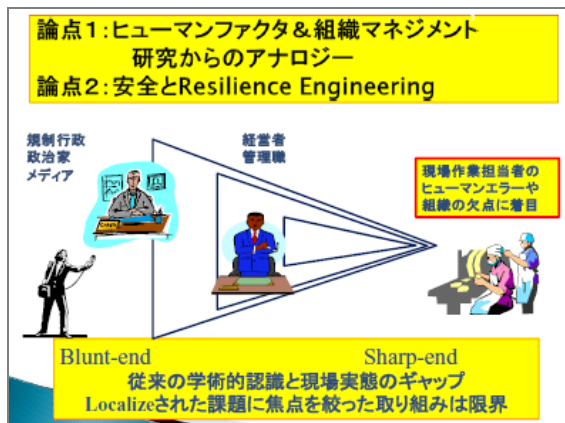 論点1:ヒューマンファクタ&組織マネジメント
研究からのアナロジー
論点2:安全とResilience Engineering
規制行政
政治家
メディア
経営者
管理職
現場作業担当者の
ヒューマンエラーや
組織の欠点に着目
Blunt-end
Sharp-end
従来の学術的認識と現場実態のギャップ
Localizeされた課題に焦点を絞った取り組みは限界